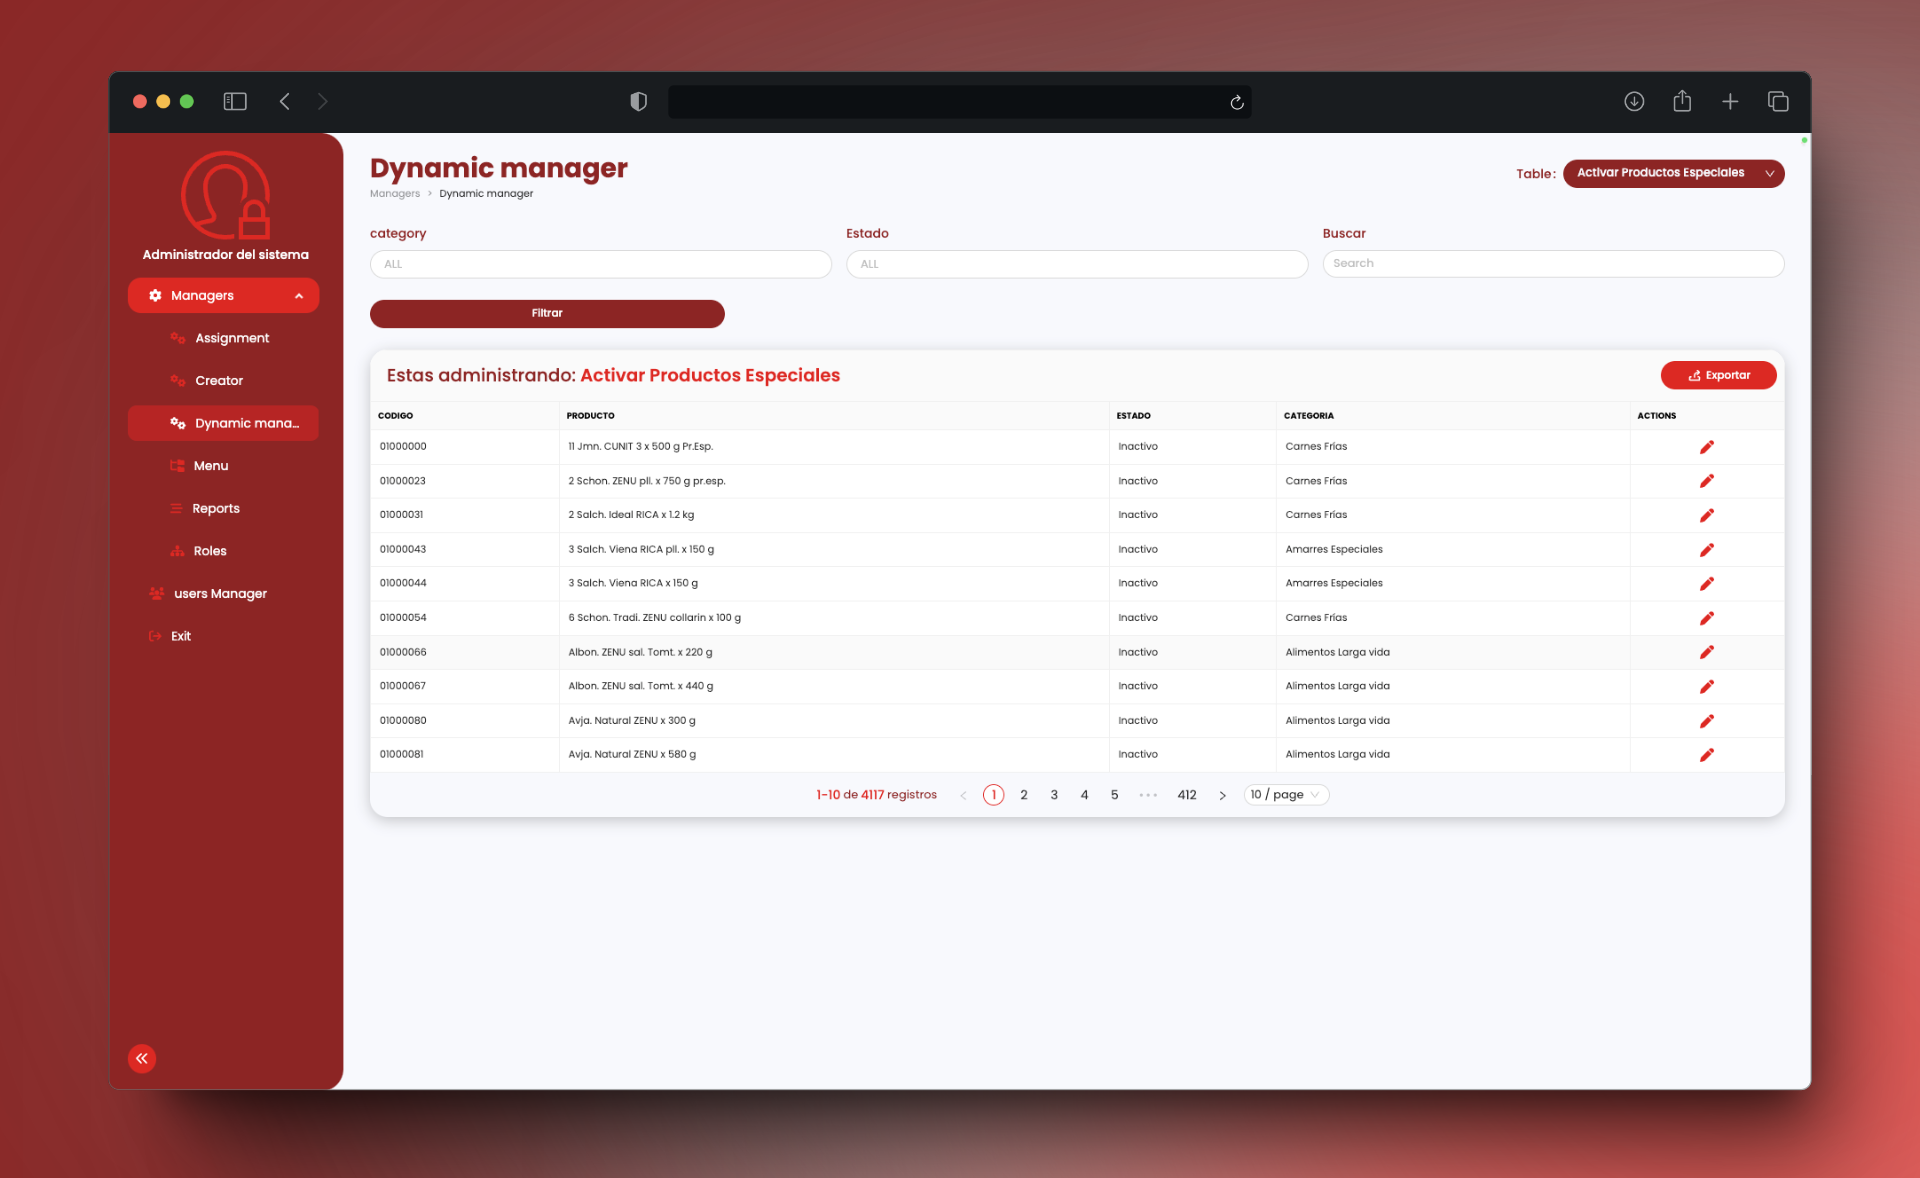 Administrador del sistema
Managers
Assignment
Creator
Dynamic mana...
Menu
Reports
Roles
users Manager
Exit
Dynamic manager
Managers > Dynamic manager
Table: Activar Productos Especiales
category Estado Buscar
ALL ALL Search
Filtrar
Estas administrando: Activar Productos Especiales Exportar
CODIGO PRODUCTO ESTADO CATEGORIA ACTIONS
01000000 11 Jmn. CUNIT 3 x 500 g Pr.Esp. Inactivo Carnes Frías
01000023 2 Schon. ZENU pll. x 750 g pr.esp. Inactivo Carnes Frías
01000031 2 Salch. Ideal RICA x 1.2 kg Inactivo Carnes Frías
01000043 3 Salch. Viena RICA pll. x 150 g Inactivo Amarres Especiales
01000044 3 Salch. Viena RICA x 150 g Inactivo Amarres Especiales
01000054 6 Schon. Tradi. ZENU collarin x 100 g Inactivo Carnes Frías
01000066 Albon. ZENU sal. Tomt. x 220 g Inactivo Alimentos Larga vida
01000067 Albon. ZENU sal. Tomt. x 440 g Inactivo Alimentos Larga vida
01000080 Avja. Natural ZENU x 300 g Inactivo Alimentos Larga vida
01000081 Avja. Natural ZENU x 580 g Inactivo Alimentos Larga vida
1-10 de 4117 registros < 1 2 3 4 5 ••• 412 > 10 / page